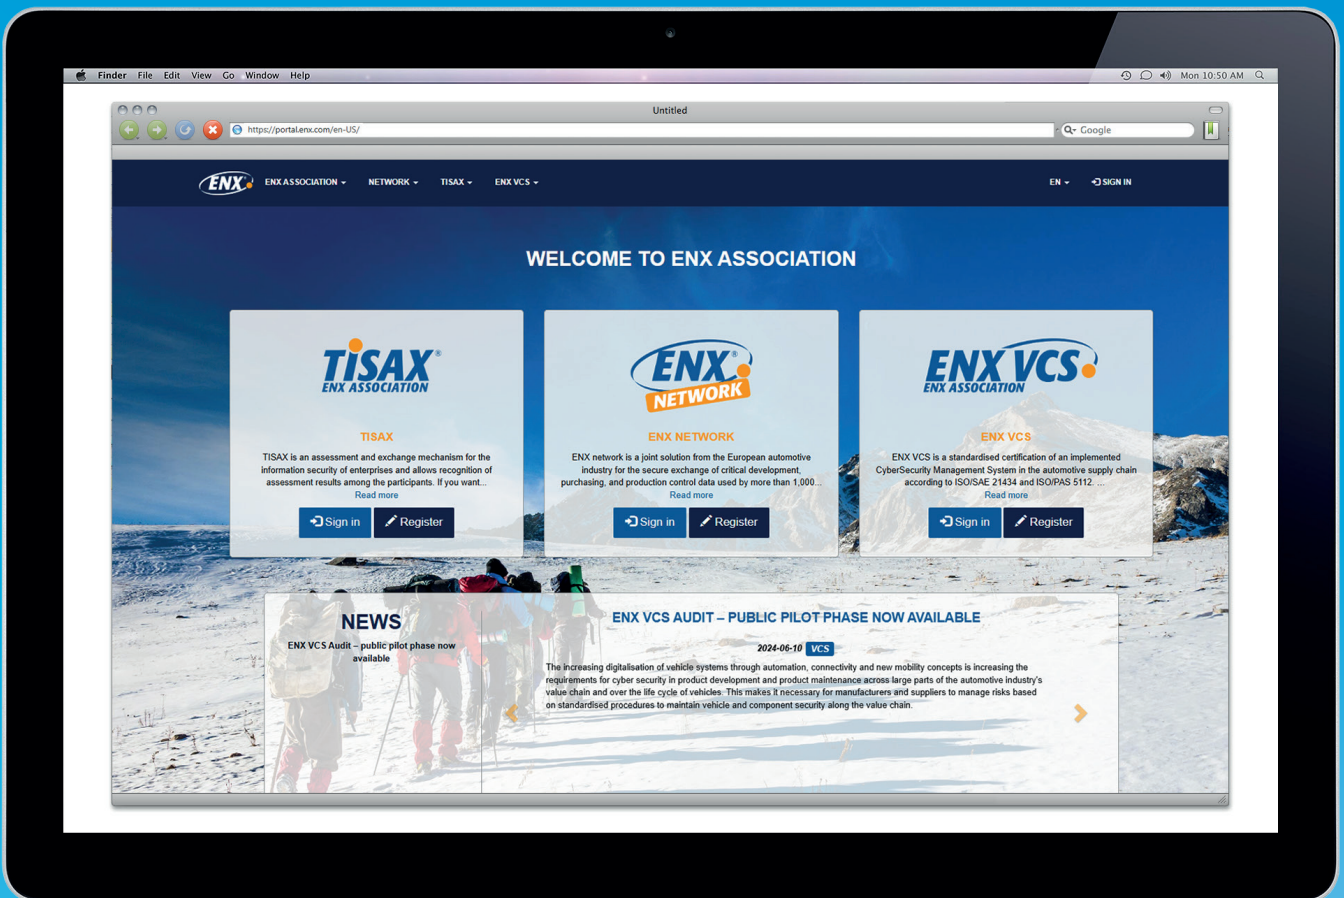 Finder File Edit View Go Window Help
Mon 10:50 AM
Untitled
https://portal.enx.com/en-US/
Google
ENX ENX ASSOCIATION NETWORK TISAX ENX VCS EN SIGN IN
WELCOME TO ENX ASSOCIATION
TISAX®
ENX ASSOCIATION
TISAX
TISAX is an assessment and exchange mechanism for the
information security of enterprises and allows recognition of
assessment results among the participants. If you want...
Read more
Sign in Register
ENX®
NETWORK
ENX NETWORK
ENX network is a joint solution from the European automotive
industry for the secure exchange of critical development,
purchasing, and production control data used by more than 1,000...
Read more
Sign in Register
ENX VCS
ENX ASSOCIATION
ENX VCS
ENX VCS is a standardised certification of an implemented
CyberSecurity Management System in the automotive supply chain
according to ISO/SAE 21434 and ISO/PAS 5112. ...
Read more
Sign in Register
NEWS
ENX VCS Audit – public pilot phase now
available
ENX VCS AUDIT – PUBLIC PILOT PHASE NOW AVAILABLE
2024-06-10 VCS
The increasing digitalisation of vehicle systems through automation, connectivity and new mobility concepts is increasing the
requirements for cyber security in product development and product maintenance across large parts of the automotive industry's
value chain and over the life cycle of vehicles. This makes it necessary for manufacturers and suppliers to manage risks based
on standardised procedures to maintain vehicle and component security along the value chain.